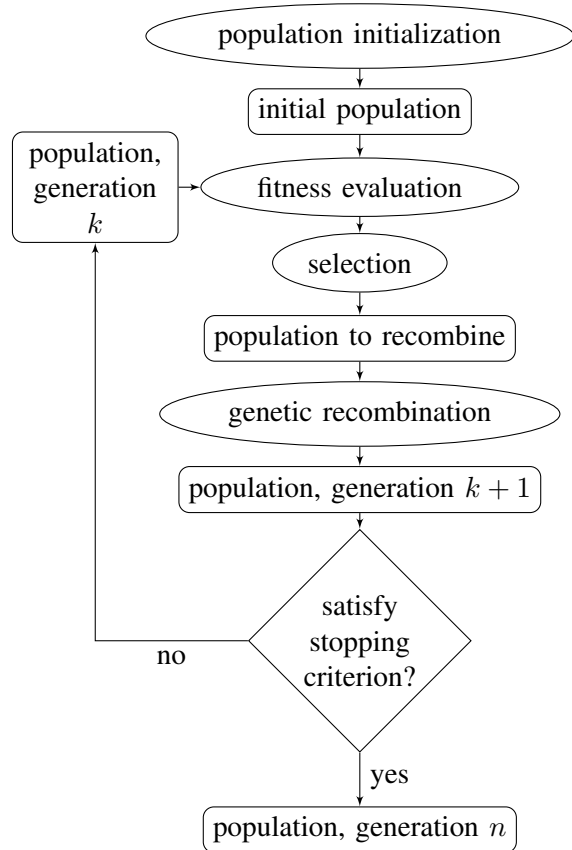 population initialization
initial population
population,
generation
k
fitness evaluation
selection
population to recombine
genetic recombination
population, generation k + 1
satisfy
stopping
criterion?
no
yes
population, generation n